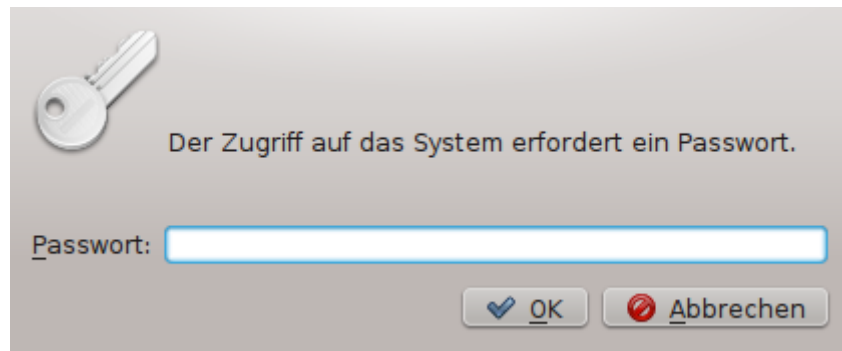 Der Zugriff auf das System erfordert ein Passwort.
Passwort:
OK Abbrechen